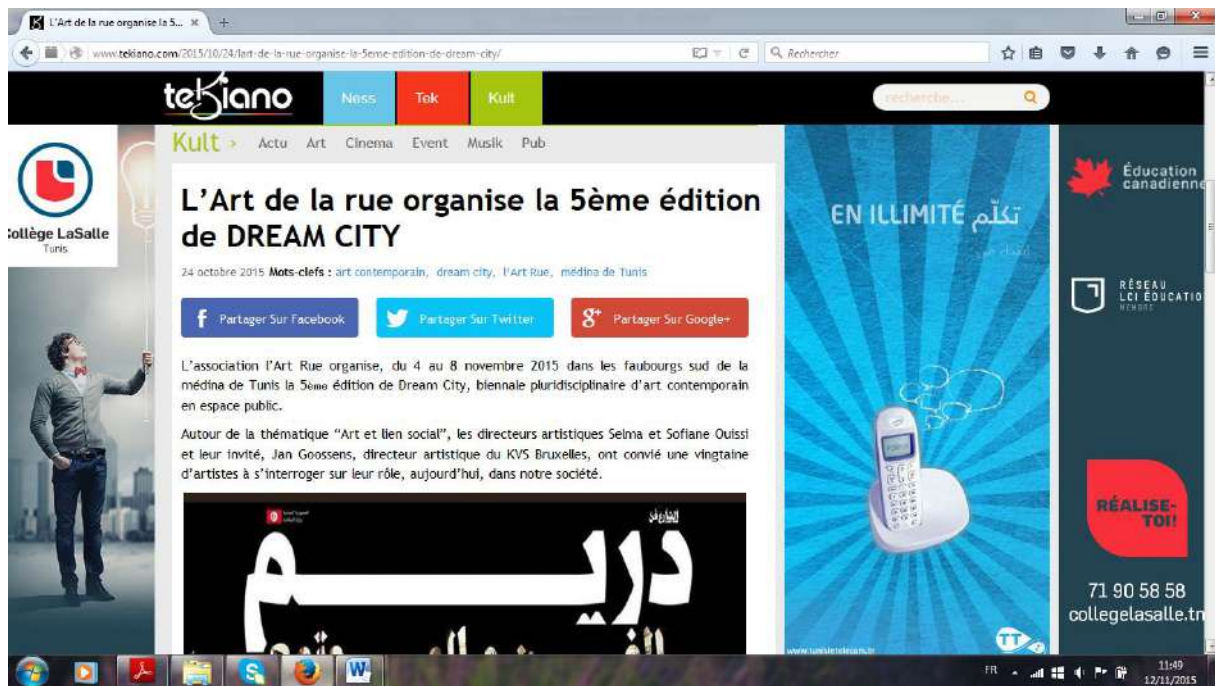 L'Art de la rue organise la 5...
www.tekiano.com/2015/10/24/lart-de-la-rue-organise-la-5eme-edition-de-dream-city/
Rechercher
tekiano
Ness
Tek
Kult
recherche...
Kult › Actu Art Cinema Event Musik Pub
L'Art de la rue organise la 5ème édition
de DREAM CITY
24 octobre 2015 Mots-clefs : art contemporain, dream city, l'Art Rue, médina de Tunis
Partager Sur Facebook
Partager Sur Twitter
Partager Sur Google+
L'association l'Art Rue organise, du 4 au 8 novembre 2015 dans les faubourgs sud de la
médina de Tunis la 5ème édition de Dream City, biennale pluridisciplinaire d'art contemporain
en espace public.
Autour de la thématique “Art et lien social”, les directeurs artistiques Selma et Sofiane Ouissi
et leur invité, Jan Goossens, directeur artistique du KVS Bruxelles, ont convié une vingtaine
d'artistes à s'interroger sur leur rôle, aujourd'hui, dans notre société.
دريم
ollège LaSalle
Tunis
EN ILLIMITÉ تكلّم
www.tunisietelecom.tn
TT
Éducation
canadienne
RÉSEAU
LCI ÉDUCATIO
MEMBRE
RÉALISE-
TOI!
71 90 58 58
collegelasalle.tn
FR
11:49
12/11/2015